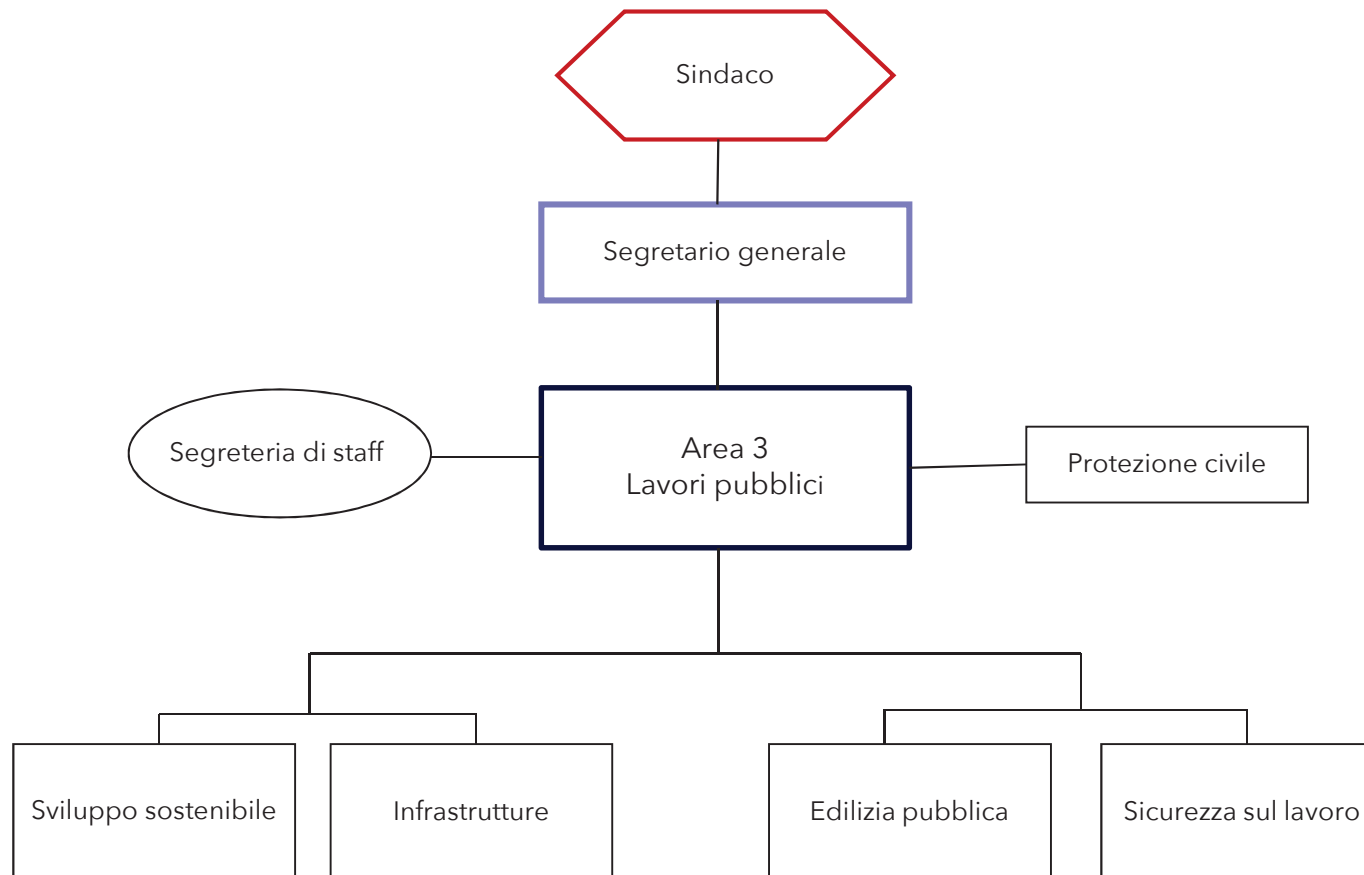 Sindaco
Segretario generale
Segreteria di staff
Area 3
Lavori pubblici
Protezione civile
Sviluppo sostenibile
Infrastrutture
Edilizia pubblica
Sicurezza sul lavoro